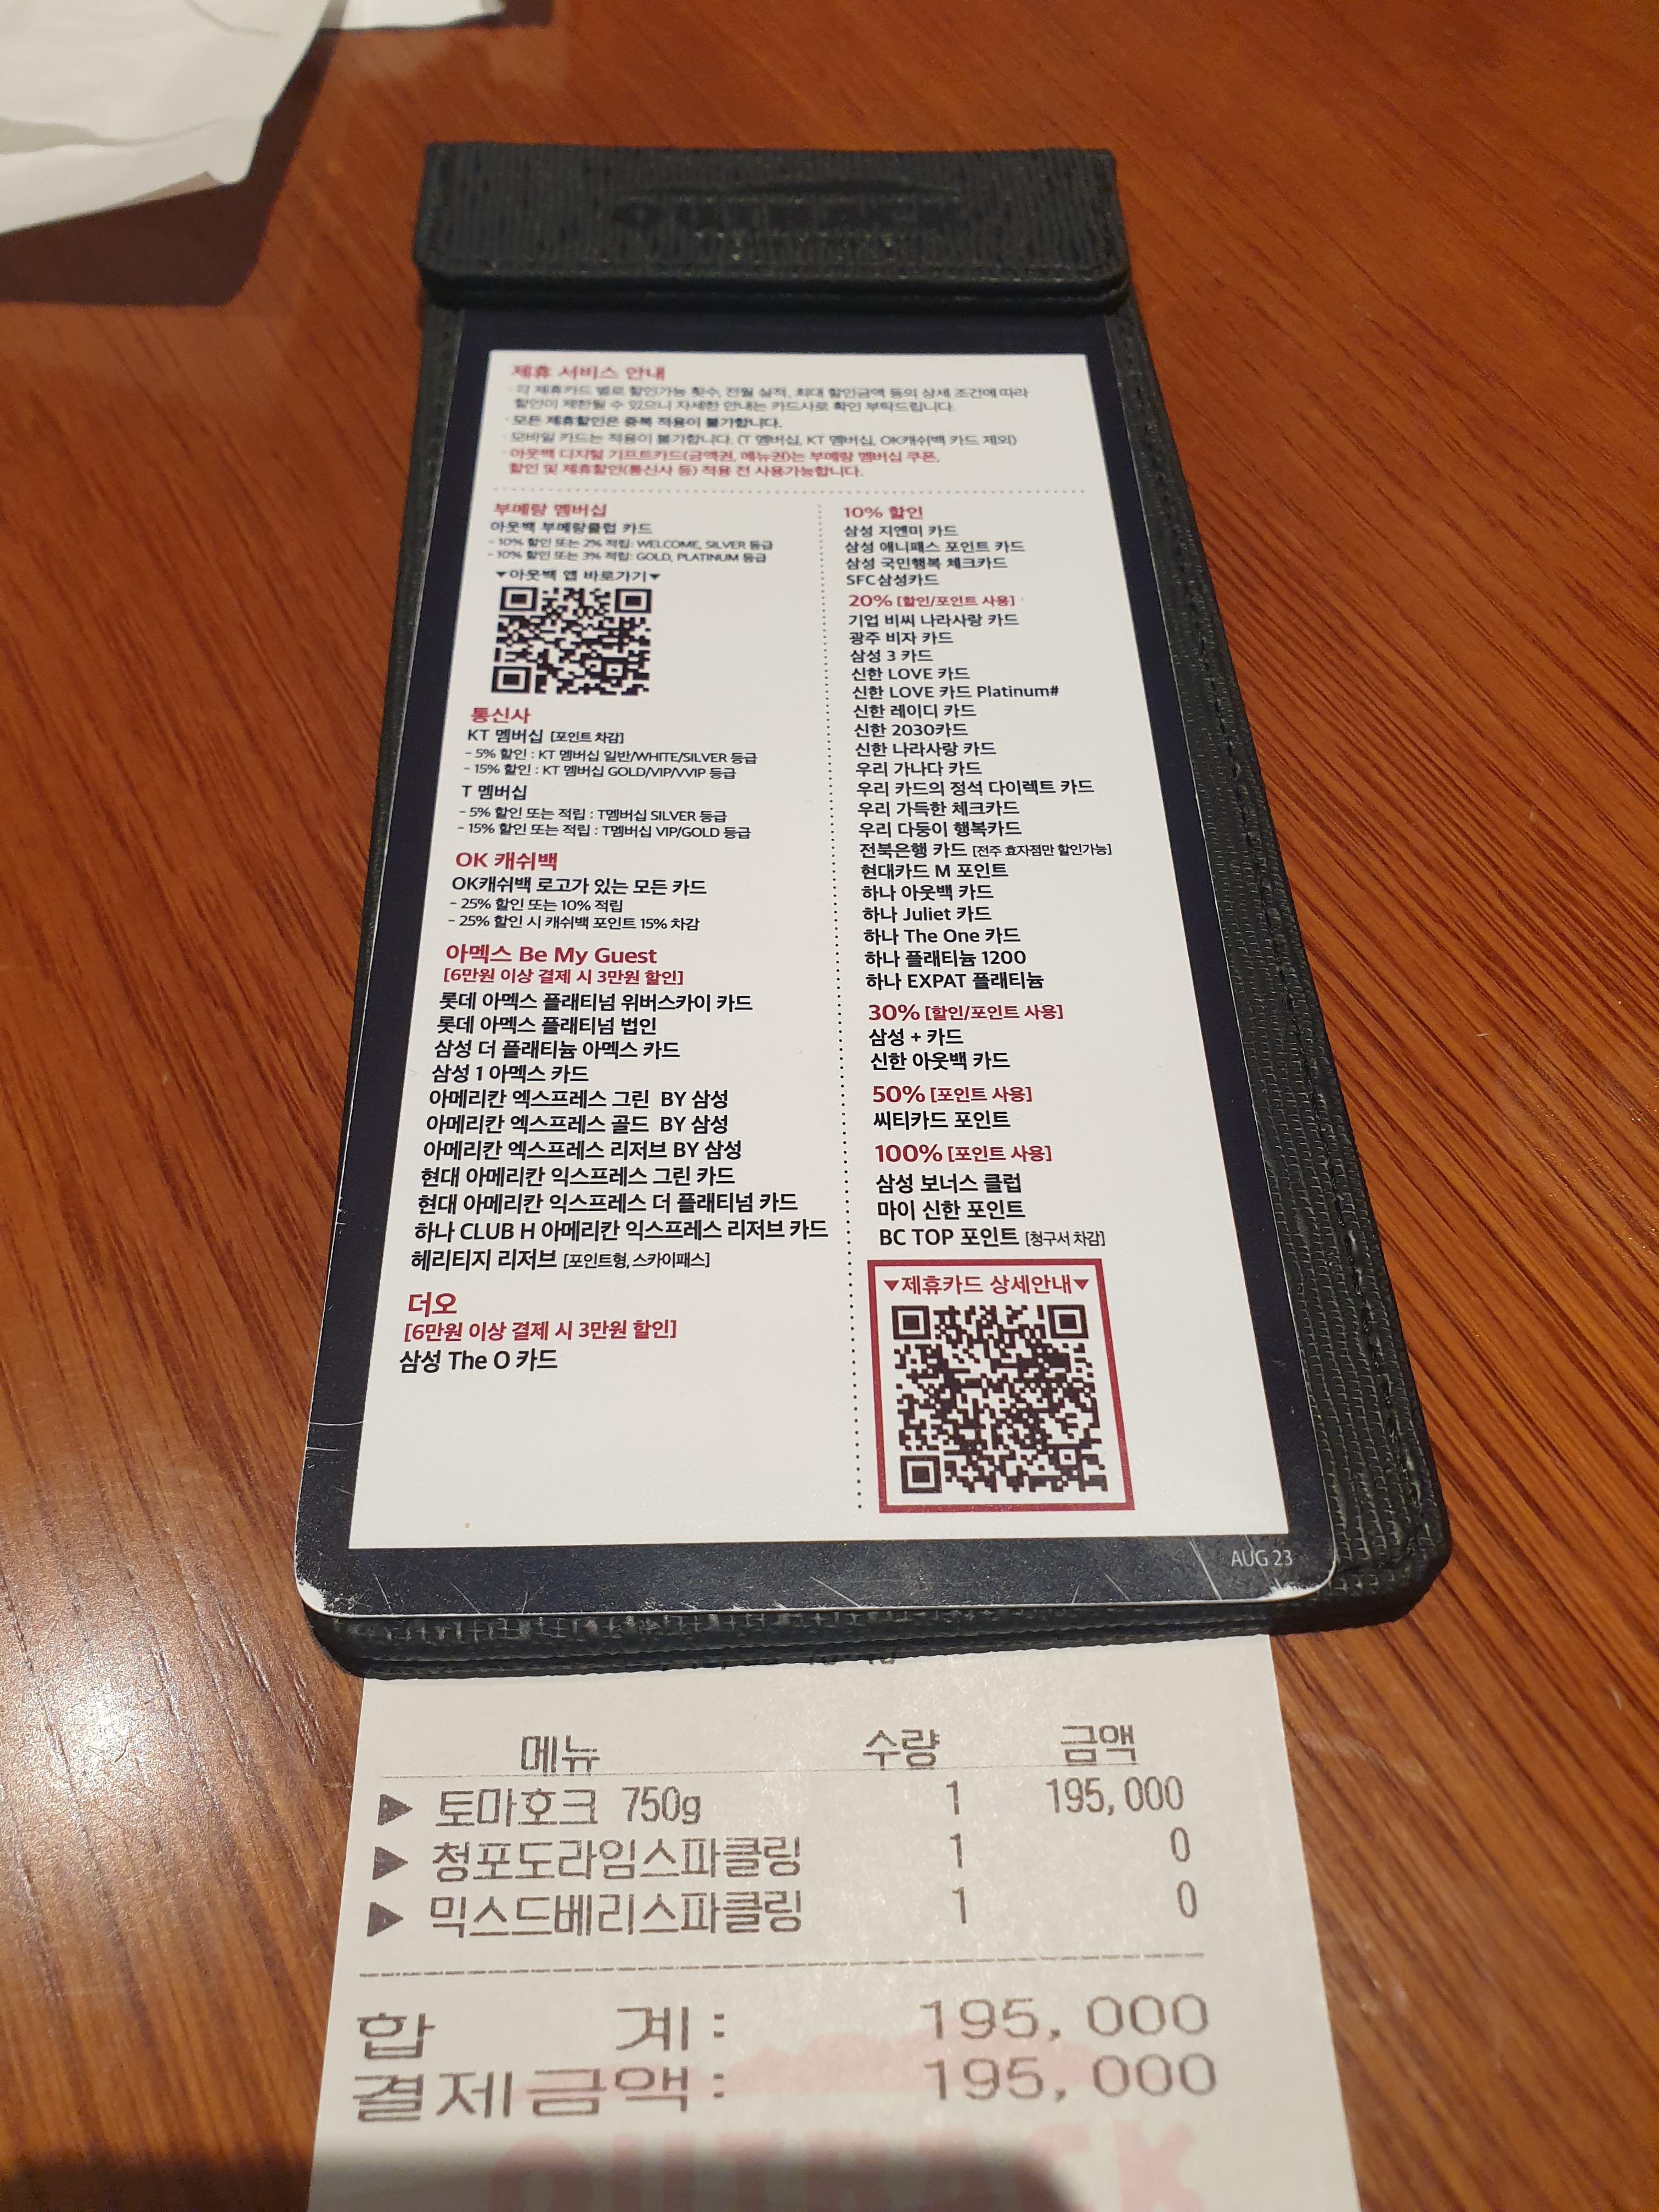 OUTBACK
제휴 서비스 안내
· 각 제휴카드 별로 할인가능 횟수, 전월 실적, 최대 할인금액 등의 상세 조건에 따라
할인이 제한될 수 있으니 자세한 안내는 카드사로 확인 부탁드립니다.
· 모든 제휴할인은 중복 적용이 불가합니다.
· 모바일 카드는 적용이 불가합니다. (T 멤버십, KT 멤버십, OK캐쉬백 카드 제외)
· 아웃백 디지털 기프트카드(금액권, 메뉴권)는 부메랑 멤버십 쿠폰,
할인 및 제휴할인(통신사 등) 적용 전 사용가능합니다.
부메랑 멤버십
아웃백 부메랑클럽 카드
- 10% 할인 또는 2% 적립: WELCOME, SILVER 등급
- 10% 할인 또는 3% 적립: GOLD, PLATINUM 등급
▼아웃백 앱 바로가기▼
통신사
KT 멤버십 [포인트 차감]
- 5% 할인 : KT 멤버십 일반/WHITE/SILVER 등급
- 15% 할인 : KT 멤버십 GOLD/VIP/VVIP 등급
T 멤버십
- 5% 할인 또는 적립 : T멤버십 SILVER 등급
- 15% 할인 또는 적립 : T멤버십 VIP/GOLD 등급
OK 캐쉬백
OK캐쉬백 로고가 있는 모든 카드
- 25% 할인 또는 10% 적립
- 25% 할인 시 캐쉬백 포인트 15% 차감
아멕스 Be My Guest
[6만원 이상 결제 시 3만원 할인]
롯데 아멕스 플래티넘 위버스카이 카드
롯데 아멕스 플래티넘 법인
삼성 더 플래티늄 아멕스 카드
삼성 1 아멕스 카드
아메리칸 엑스프레스 그린 BY 삼성
아메리칸 엑스프레스 골드 BY 삼성
아메리칸 엑스프레스 리저브 BY 삼성
현대 아메리칸 익스프레스 그린 카드
현대 아메리칸 익스프레스 더 플래티넘 카드
하나 CLUB H 아메리칸 익스프레스 리저브 카드
헤리티지 리저브 [포인트형, 스카이패스]
더오
[6만원 이상 결제 시 3만원 할인]
삼성 The O 카드
10% 할인
삼성 지엔미 카드
삼성 애니패스 포인트 카드
삼성 국민행복 체크카드
SFC삼성카드
20% [할인/포인트 사용]
기업 비씨 나라사랑 카드
광주 비자 카드
삼성 3 카드
신한 LOVE 카드
신한 LOVE 카드 Platinum#
신한 레이디 카드
신한 2030카드
신한 나라사랑 카드
우리 가나다 카드
우리 카드의 정석 다이렉트 카드
우리 가득한 체크카드
우리 다둥이 행복카드
전북은행 카드 [전주 효자점만 할인가능]
현대카드 M 포인트
하나 아웃백 카드
하나 Juliet 카드
하나 The One 카드
하나 플래티늄 1200
하나 EXPAT 플래티늄
30% [할인/포인트 사용]
삼성 + 카드
신한 아웃백 카드
50% [포인트 사용]
씨티카드 포인트
100% [포인트 사용]
삼성 보너스 클럽
마이 신한 포인트
BC TOP 포인트 [청구서 차감]
▼제휴카드 상세안내▼
AUG 23
메뉴 수량 금액
▶ 토마호크 750g 1 195,000
▶ 청포도라임스파클링 1 0
▶ 믹스드베리스파클링 1 0
합 계: 195,000
결제금액: 195,000
OUTBACK